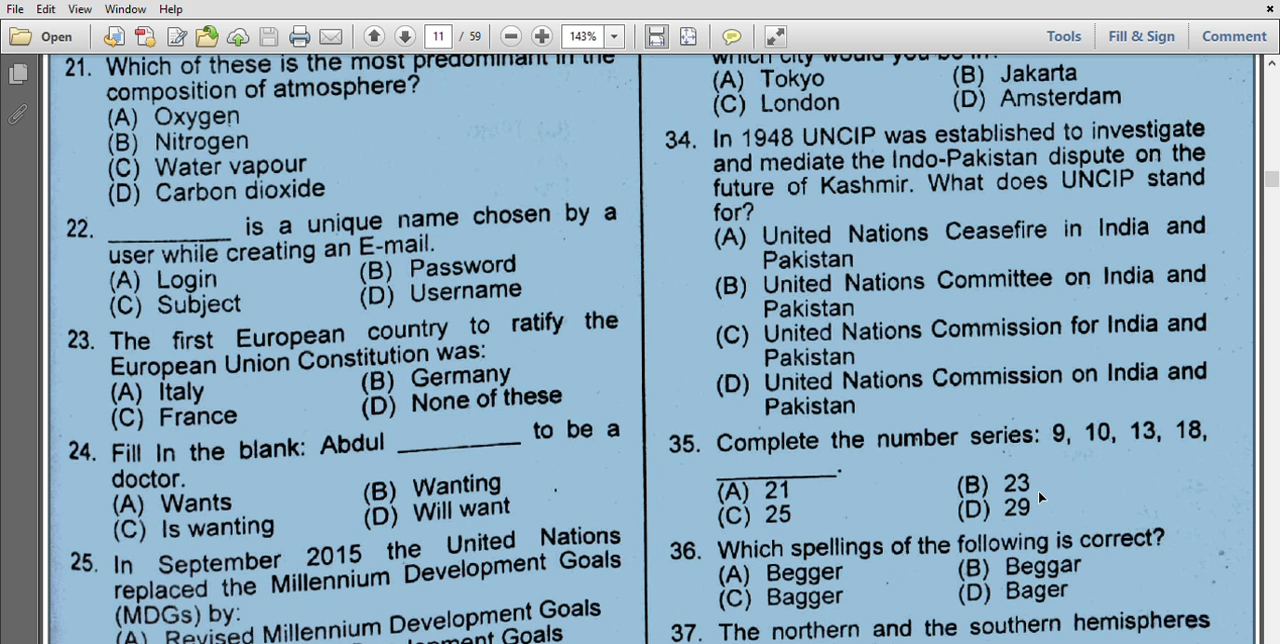 File Edit View Window Help
Open 11 / 59 143% Tools Fill & Sign Comment
21. Which of these is the most predominant in the
composition of atmosphere?
(A) Oxygen
(B) Nitrogen
(C) Water vapour
(D) Carbon dioxide
22. __________ is a unique name chosen by a
user while creating an E-mail.
(A) Login (B) Password
(C) Subject (D) Username
23. The first European country to ratify the
European Union Constitution was:
(A) Italy (B) Germany
(C) France (D) None of these
24. Fill In the blank: Abdul __________ to be a
doctor.
(A) Wants (B) Wanting
(C) Is wanting (D) Will want
25. In September 2015 the United Nations
replaced the Millennium Development Goals
(MDGs) by:
(A) Revised Millennium Development Goals
Goals
which city would you be in?
(A) Tokyo (B) Jakarta
(C) London (D) Amsterdam
34. In 1948 UNCIP was established to investigate
and mediate the Indo-Pakistan dispute on the
future of Kashmir. What does UNCIP stand
for?
(A) United Nations Ceasefire in India and
Pakistan
(B) United Nations Committee on India and
Pakistan
(C) United Nations Commission for India and
Pakistan
(D) United Nations Commission on India and
Pakistan
35. Complete the number series: 9, 10, 13, 18,
__________.
(A) 21 (B) 23
(C) 25 (D) 29
36. Which spellings of the following is correct?
(A) Begger (B) Beggar
(C) Bagger (D) Bager
37. The northern and the southern hemispheres